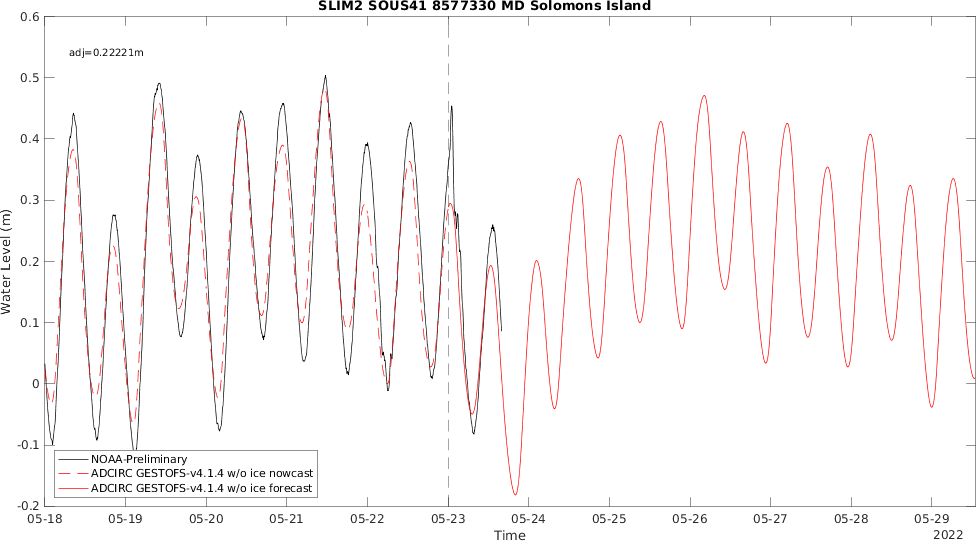 SLIM2 SOUS41 8577330 MD Solomons Island
adj=0.22221m
0.6
0.5
0.4
0.3
0.2
0.1
0
-0.1
-0.2
Water Level (m)
NOAA-Preliminary
ADCIRC GESTOFS-v4.1.4 w/o ice nowcast
ADCIRC GESTOFS-v4.1.4 w/o ice forecast
05-18 05-19 05-20 05-21 05-22 05-23 05-24 05-25 05-26 05-27 05-28 05-29
Time
2022